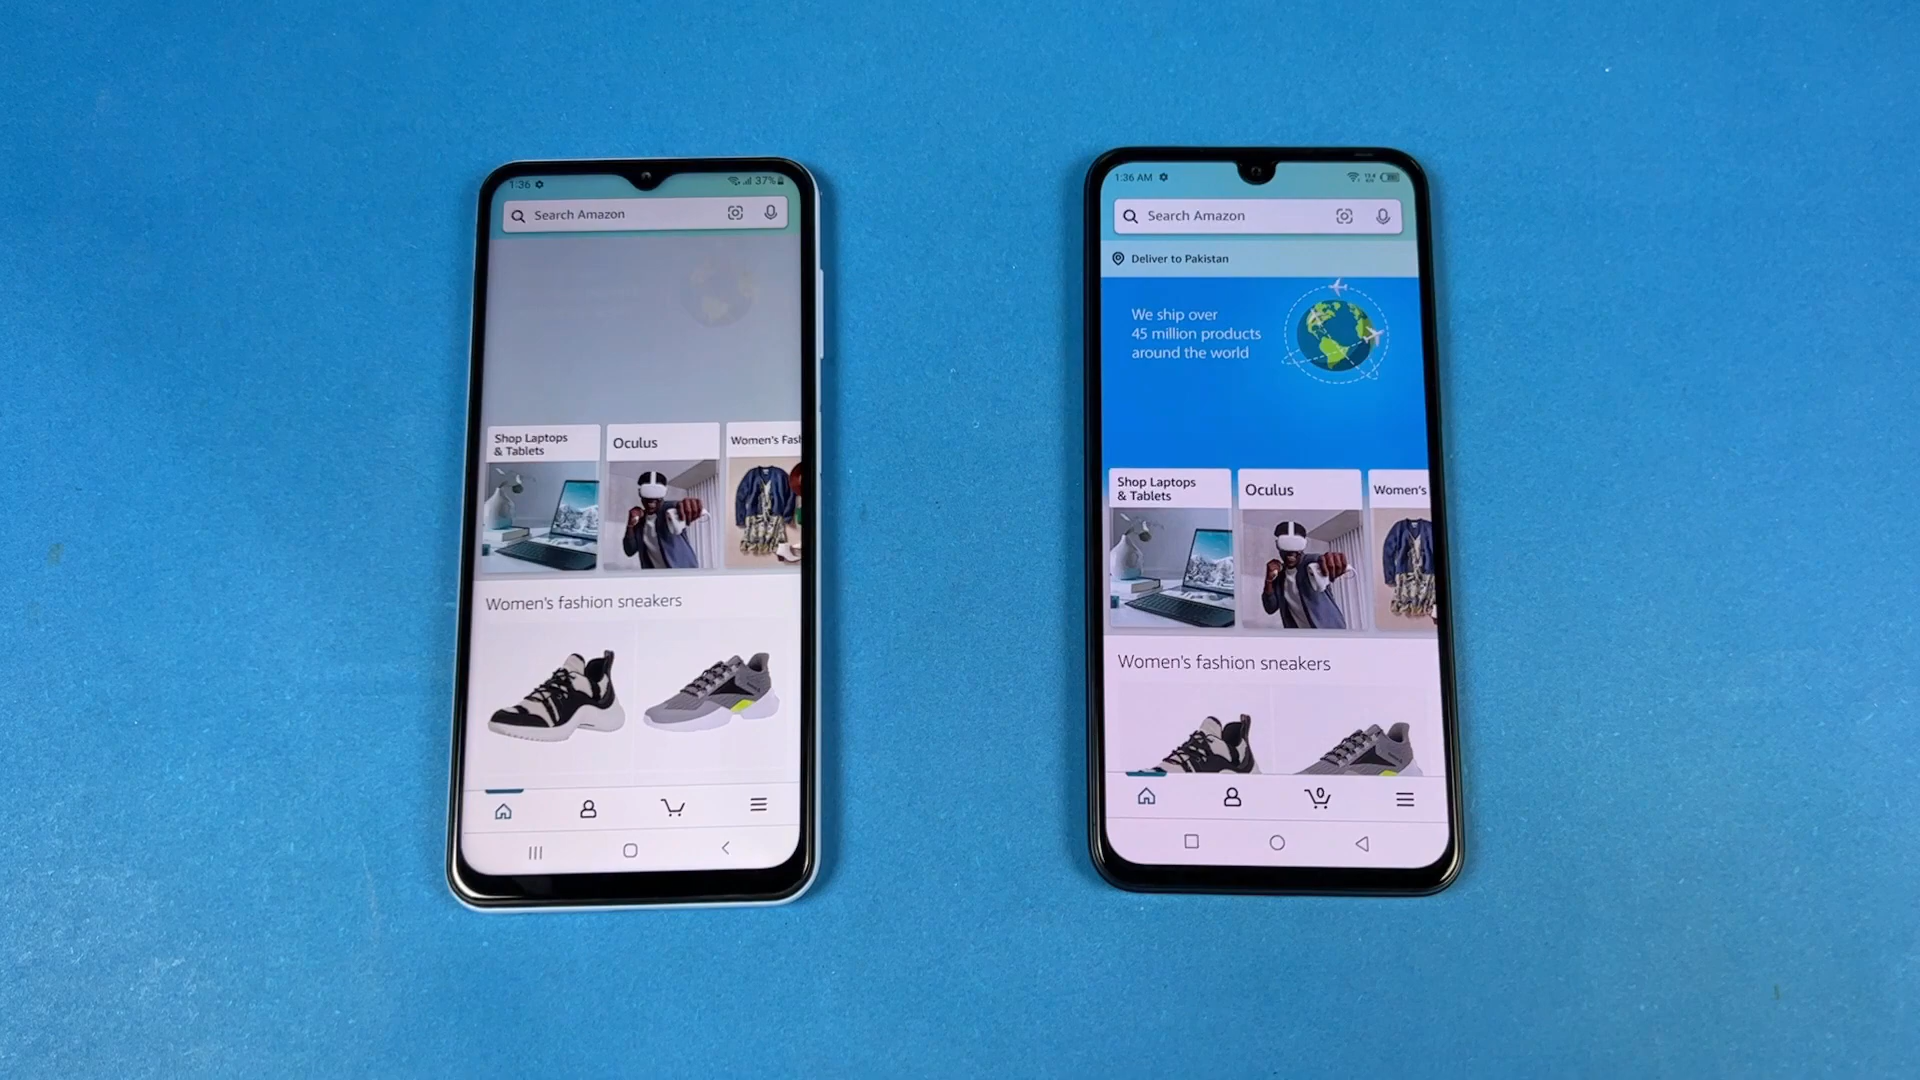 1:36
37%
Search Amazon
Shop Laptops
& Tablets
Oculus
Women's Fash
Women's fashion sneakers
1:36 AM
Search Amazon
Deliver to Pakistan
We ship over
45 million products
around the world
Shop Laptops
& Tablets
Oculus
Women's
Women's fashion sneakers
0